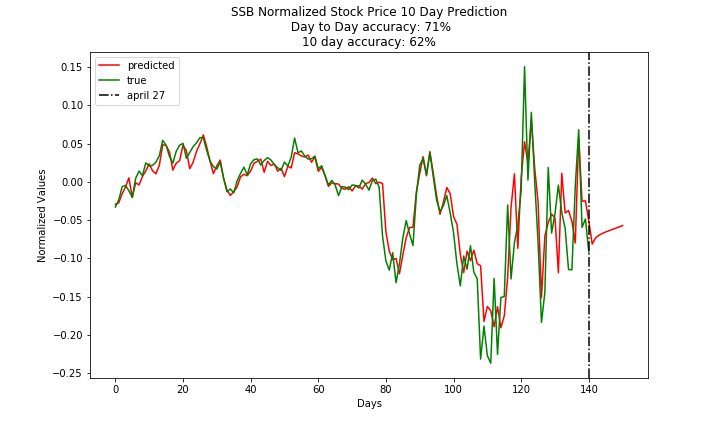 SSB Normalized Stock Price 10 Day Prediction
Day to Day accuracy: 71%
10 day accuracy: 62%
predicted
true
april 27
Normalized Values
0.15
0.10
0.05
0.00
−0.05
−0.10
−0.15
−0.20
−0.25
0 20 40 60 80 100 120 140
Days